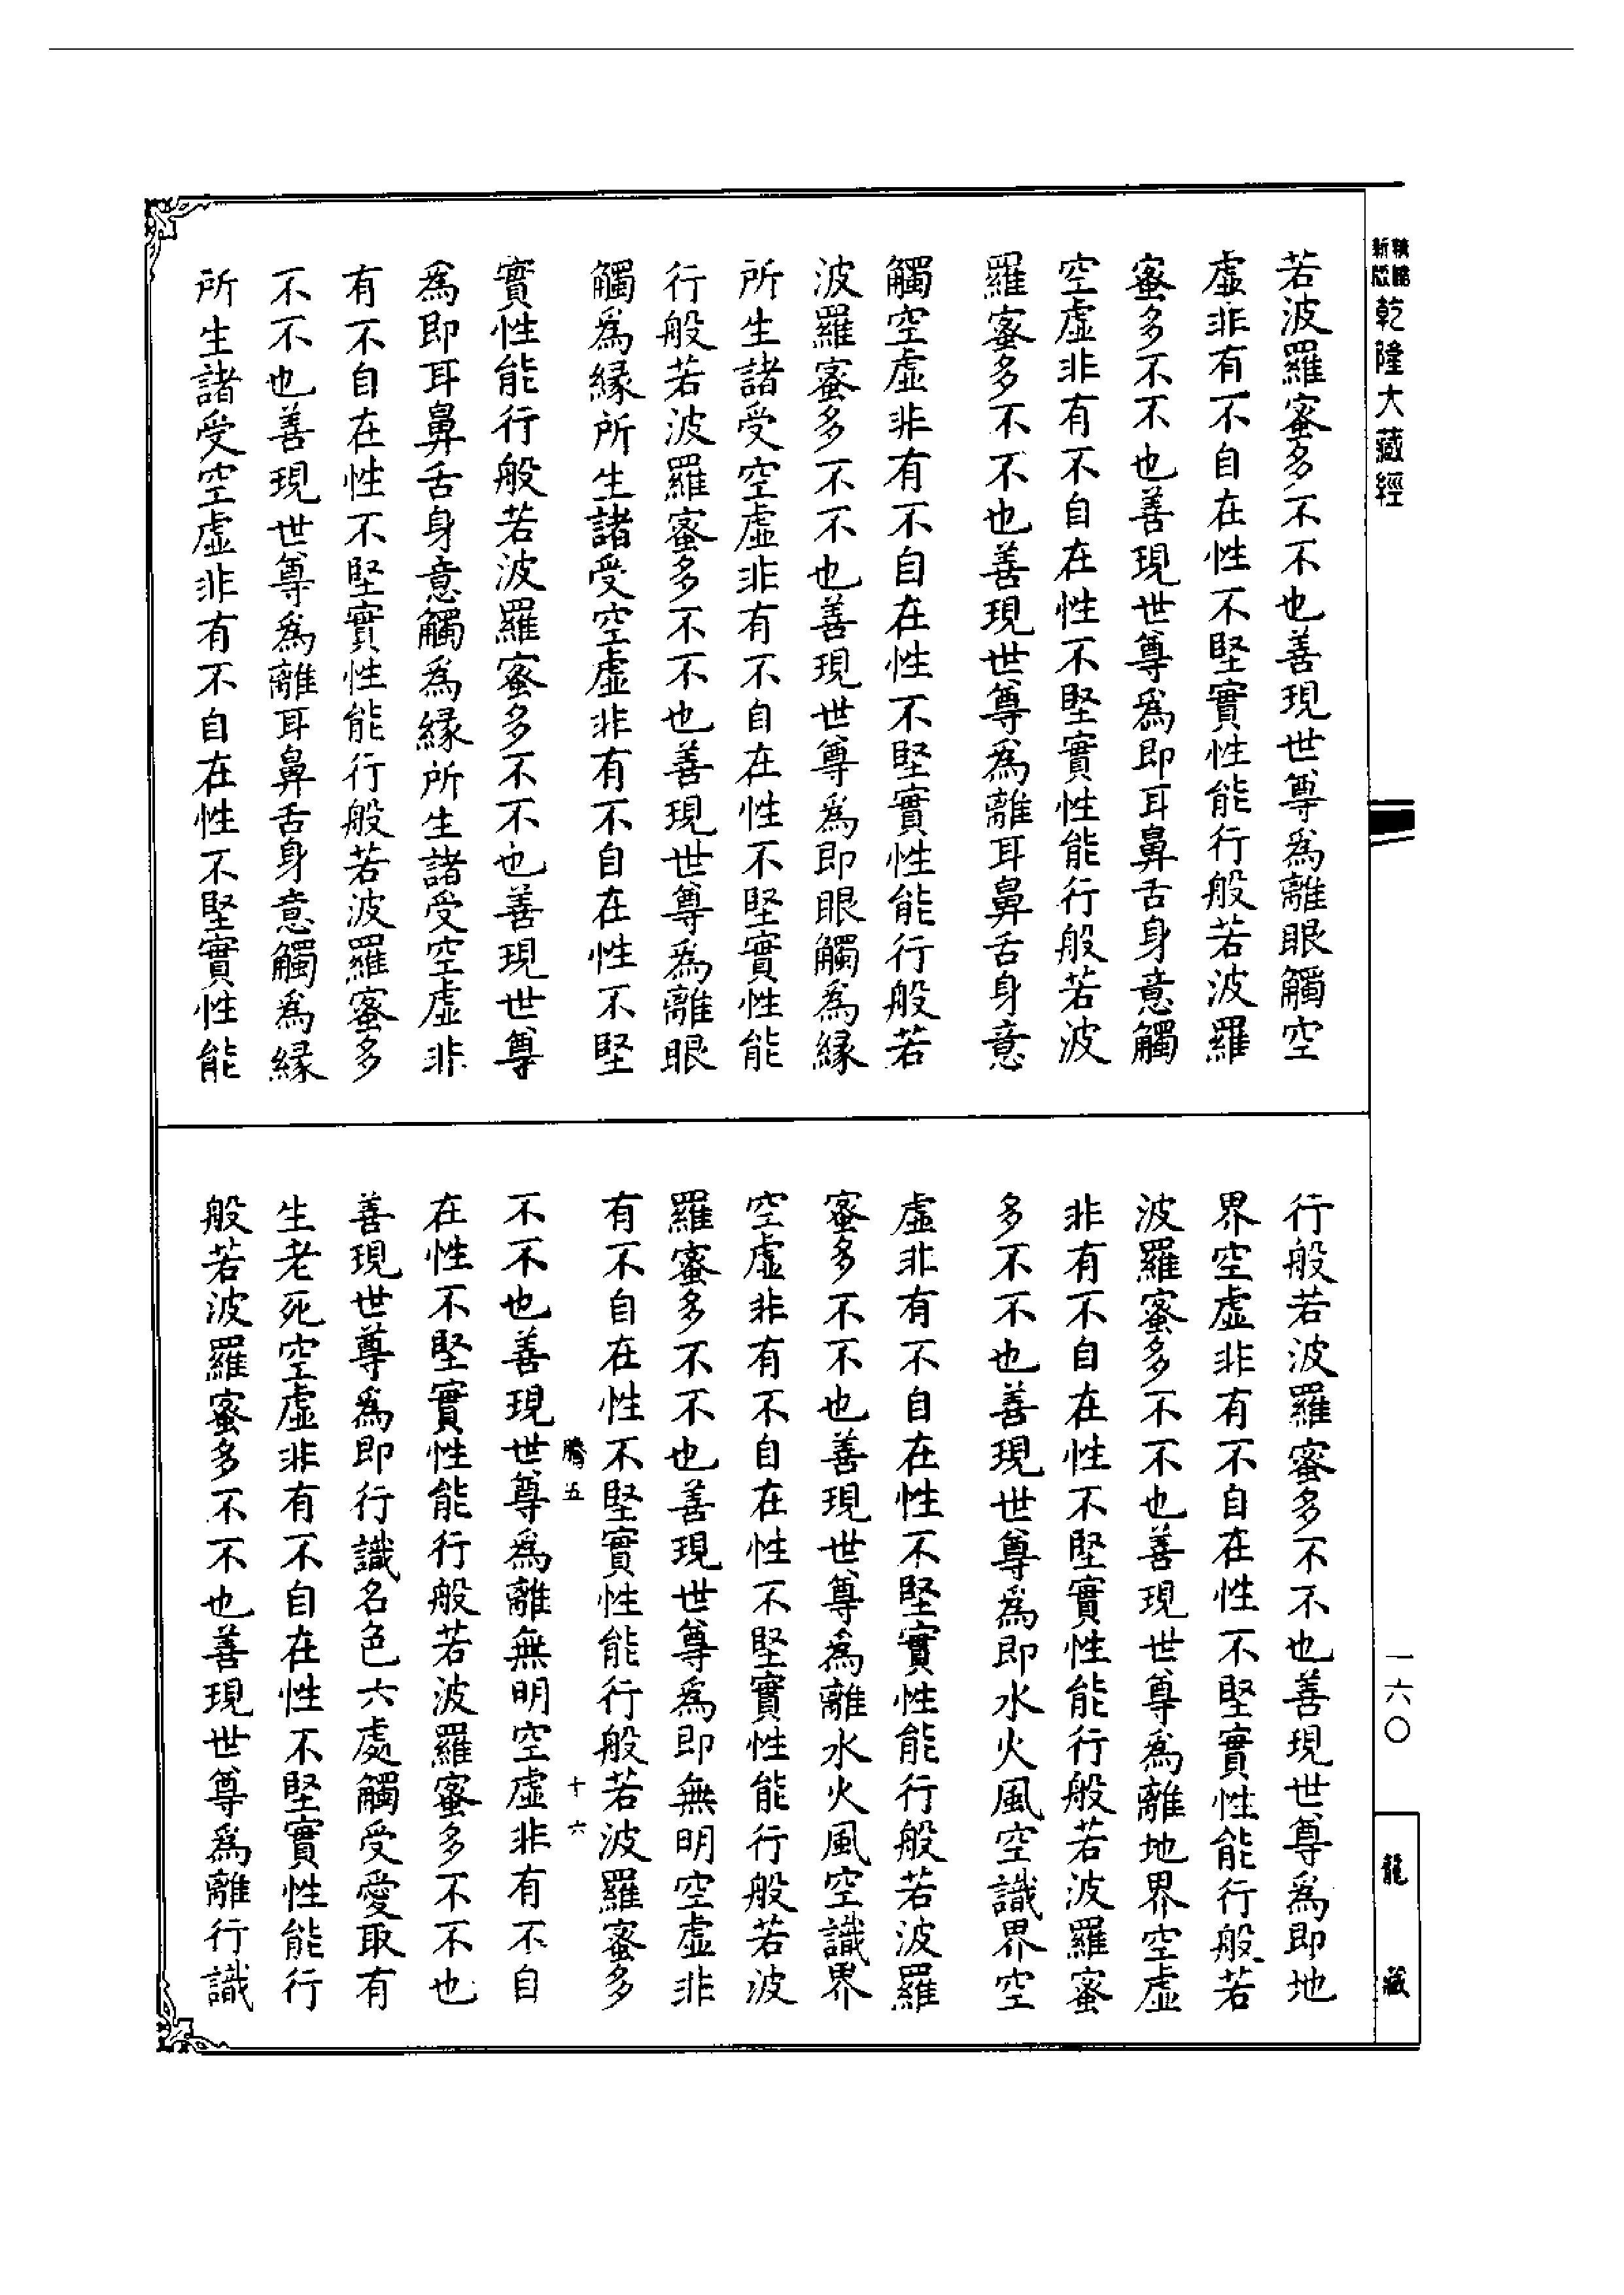 新版
乾隆大藏經
若波羅蜜多不不也善現世尊為離眼觸空
虛非有不自在性不堅實性能行般若波羅
蜜多不不也善現世尊為即耳鼻舌身意觸
空虛非有不自在性不堅實性能行般若波
羅蜜多不不也善現世尊為離耳鼻舌身意
觸空虛非有不自在性不堅實性能行般若
波羅蜜多不不也善現世尊為即眼觸為緣
所生諸受空虛非有不自在性不堅實性能
行般若波羅蜜多不不也善現世尊為離眼
觸為緣所生諸受空虛非有不自在性不堅
實性能行般若波羅蜜多不不也善現世尊
為即耳鼻舌身意觸為緣所生諸受空虛非
有不自在性不堅實性能行般若波羅蜜多
不不也善現世尊為離耳鼻舌身意觸為緣
所生諸受空虛非有不自在性不堅實性能
行般若波羅蜜多不不也善現世尊為即地
界空虛非有不自在性不堅實性能行般若
波羅蜜多不不也善現世尊為離地界空虛
非有不自在性不堅實性能行般若波羅蜜
多不不也善現世尊為即水火風空識界空
虛非有不自在性不堅實性能行般若波羅
蜜多不不也善現世尊為離水火風空識界
空虛非有不自在性不堅實性能行般若波
羅蜜多不不也善現世尊為即無明空虛非
有不自在性不堅實性能行般若波羅蜜多
騰五 十六
不不也善現世尊為離無明空虛非有不自
在性不堅實性能行般若波羅蜜多不不也
善現世尊為即行識名色六處觸受愛取有
生老死空虛非有不自在性不堅實性能行
般若波羅蜜多不不也善現世尊為離行識
一六〇
龍藏